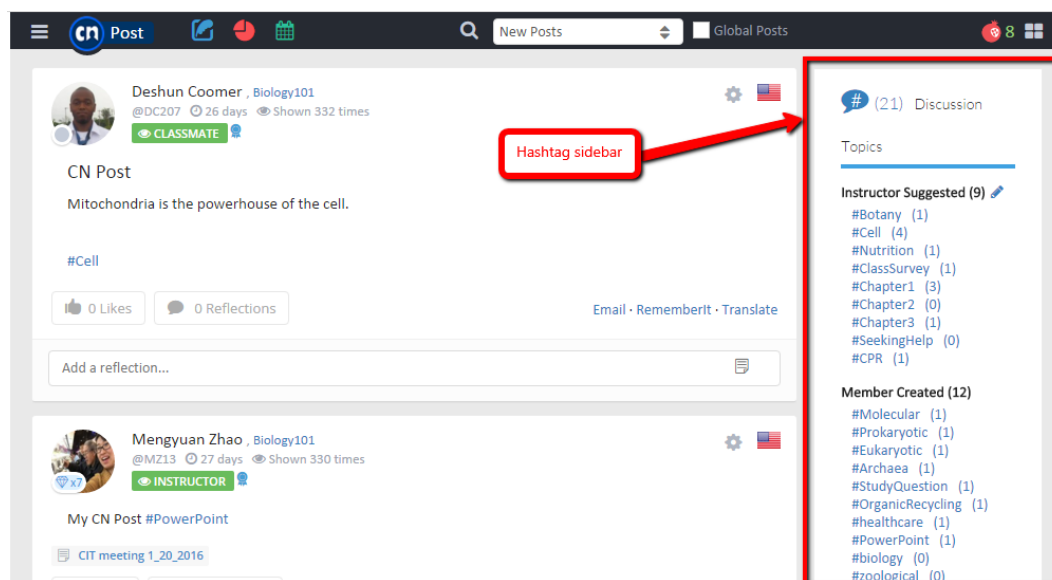 cn Post
New Posts
Global Posts
8
Deshun Coomer , Biology101
@DC207 26 days Shown 332 times
CLASSMATE
CN Post
Mitochondria is the powerhouse of the cell.
#Cell
0 Likes
0 Reflections
Email · RememberIt · Translate
Add a reflection...
Mengyuan Zhao , Biology101
@MZ13 27 days Shown 330 times
x7
INSTRUCTOR
My CN Post #PowerPoint
CIT meeting 1_20_2016
Hashtag sidebar
# (21) Discussion
Topics
Instructor Suggested (9)
#Botany (1)
#Cell (4)
#Nutrition (1)
#ClassSurvey (1)
#Chapter1 (3)
#Chapter2 (0)
#Chapter3 (1)
#SeekingHelp (0)
#CPR (1)
Member Created (12)
#Molecular (1)
#Prokaryotic (1)
#Eukaryotic (1)
#Archaea (1)
#StudyQuestion (1)
#OrganicRecycling (1)
#healthcare (1)
#PowerPoint (1)
#biology (0)
#zoological (0)